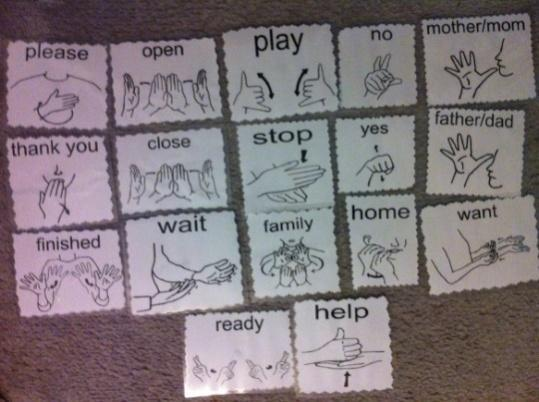 please
open
play
no
mother/mom
thank you
close
stop
yes
father/dad
finished
wait
family
home
want
ready
help